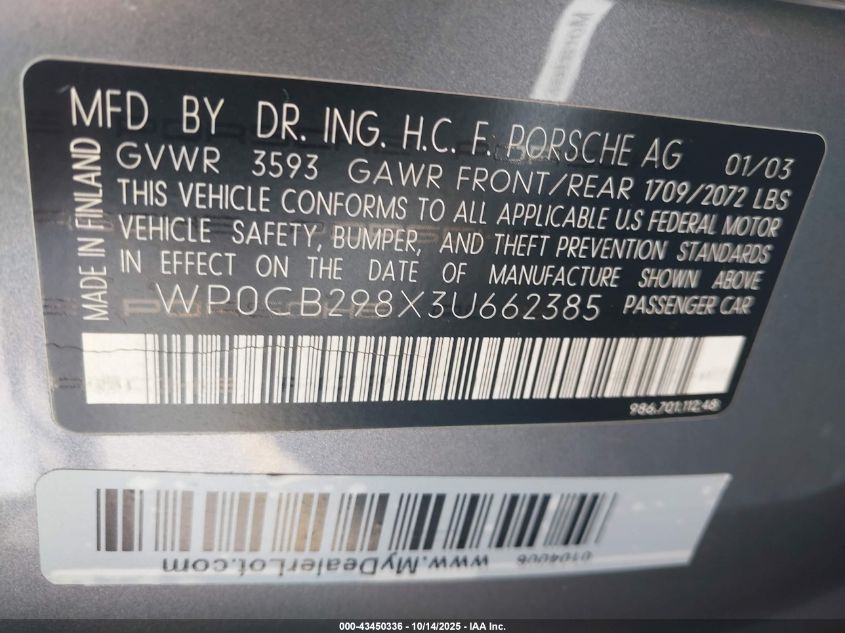 MFD BY DR. ING. H.C. F. PORSCHE AG 01/03
GVWR 3593 GAWR FRONT/REAR 1709/2072 LBS
THIS VEHICLE CONFORMS TO ALL APPLICABLE U.S FEDERAL MOTOR
VEHICLE SAFETY, BUMPER, AND THEFT PREVENTION STANDARDS
IN EFFECT ON THE DATE OF MANUFACTURE SHOWN ABOVE
WP0CB298X3U662385 PASSENGER CAR
MADE IN FINLAND
986.701.112.48
0104006
www.MyDealerLot.com
000-43450336 - 10/14/2025 - IAA Inc.